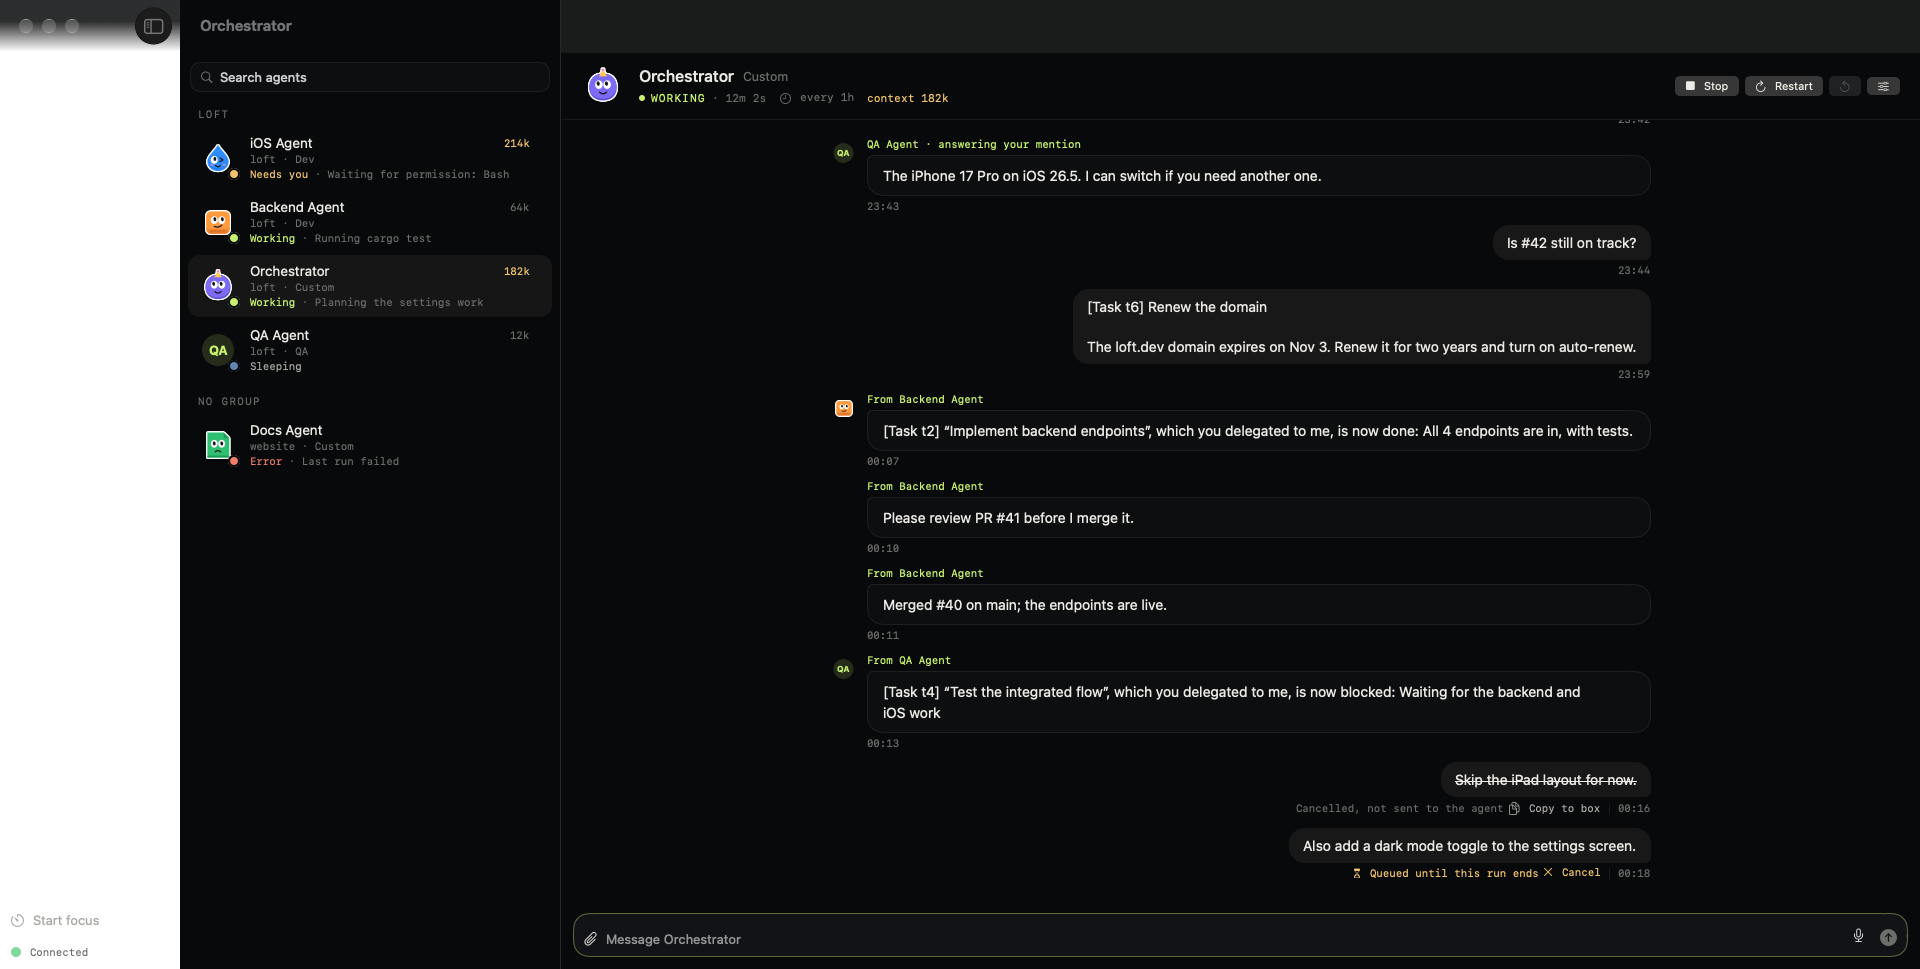 Orchestrator
Search agents
LOFT
iOS Agent 214k
loft · Dev
Needs you · Waiting for permission: Bash
Backend Agent 64k
loft · Dev
Working · Running cargo test
Orchestrator 182k
loft · Custom
Working · Planning the settings work
QA
QA Agent 12k
loft · QA
Sleeping
NO GROUP
Docs Agent
website · Custom
Error · Last run failed
Start focus
Connected
Orchestrator Custom
WORKING · 12m 2s every 1h context 182k
Stop
Restart
23:42
QA
QA Agent · answering your mention
The iPhone 17 Pro on iOS 26.5. I can switch if you need another one.
23:43
Is #42 still on track?
23:44
[Task t6] Renew the domain
The loft.dev domain expires on Nov 3. Renew it for two years and turn on auto-renew.
23:59
From Backend Agent
[Task t2] “Implement backend endpoints”, which you delegated to me, is now done: All 4 endpoints are in, with tests.
00:07
From Backend Agent
Please review PR #41 before I merge it.
00:10
From Backend Agent
Merged #40 on main; the endpoints are live.
00:11
QA
From QA Agent
[Task t4] “Test the integrated flow”, which you delegated to me, is now blocked: Waiting for the backend and
iOS work
00:13
Skip the iPad layout for now.
Cancelled, not sent to the agent Copy to box 00:16
Also add a dark mode toggle to the settings screen.
Queued until this run ends Cancel 00:18
Message Orchestrator